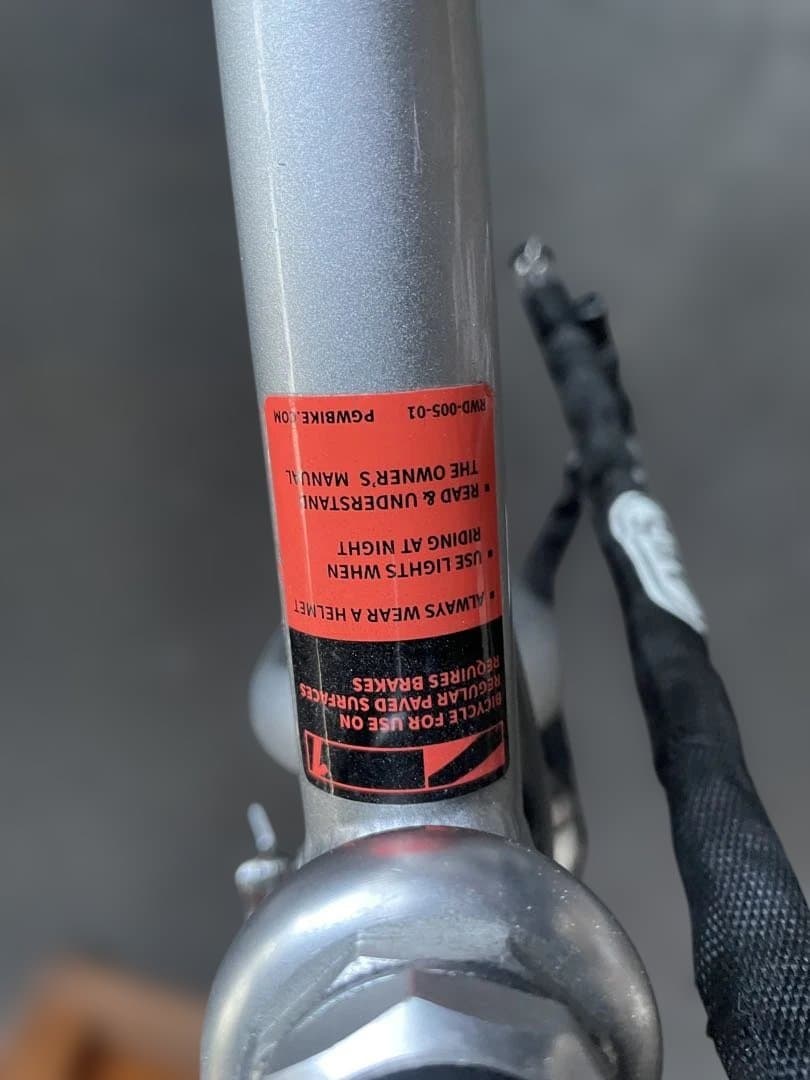 1
BICYCLE FOR USE ON
REGULAR PAVED SURFACES
REQUIRES BRAKES
• ALWAYS WEAR A HELMET
• USE LIGHTS WHEN
RIDING AT NIGHT
• READ & UNDERSTAND
THE OWNER'S MANUAL
RWD-005-01 PGWBIKE.COM